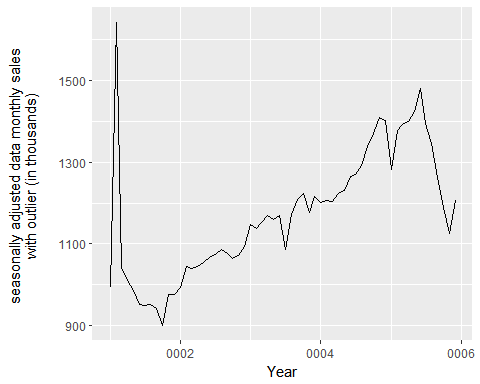 seasonally adjusted data monthly sales
with outlier (in thousands)
1500
1300
1100
900
0002 0004 0006
Year